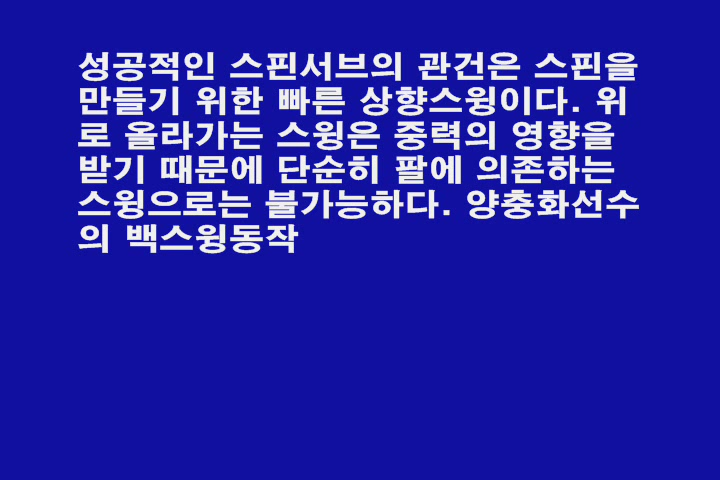 성공적인 스핀서브의 관건은 스핀을
만들기 위한 빠른 상향스윙이다. 위
로 올라가는 스윙은 중력의 영향을
받기 때문에 단순히 팔에 의존하는
스윙으로는 불가능하다. 양충화선수
의 백스윙동작